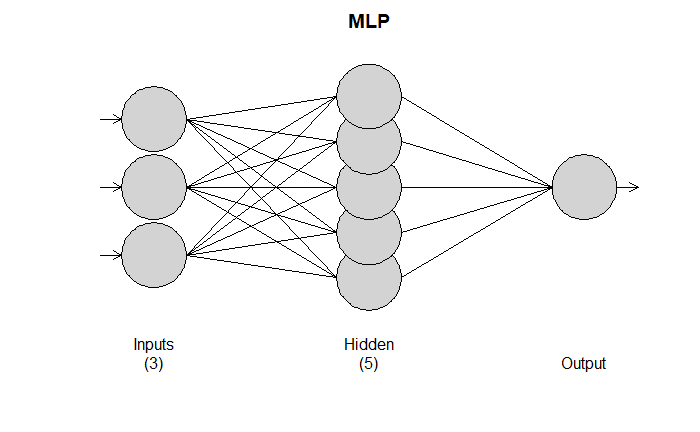 MLP
Inputs
(3)
Hidden
(5)
Output